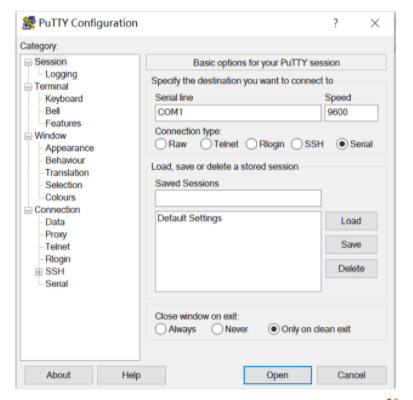 PuTTY Configuration
? ×
Category:
Session
Logging
Terminal
Keyboard
Bell
Features
Window
Appearance
Behaviour
Translation
Selection
Colours
Connection
Data
Proxy
Telnet
Rlogin
SSH
Serial
Basic options for your PuTTY session
Specify the destination you want to connect to
Serial line Speed
COM1 9600
Connection type:
Raw Telnet Rlogin SSH Serial
Load, save or delete a stored session
Saved Sessions
Default Settings
Load
Save
Delete
Close window on exit:
Always Never Only on clean exit
About Help Open Cancel